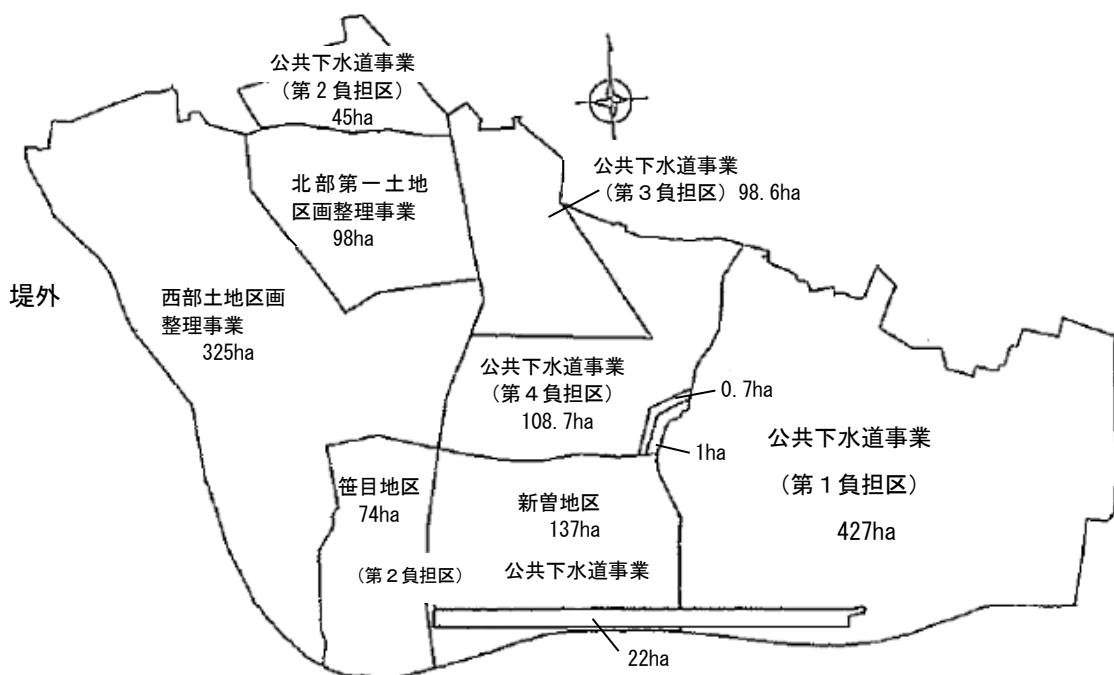 公共下水道事業
(第2負担区)
45ha
北部第一土地
区画整理事業
98ha
公共下水道事業
(第3負担区) 98.6ha
堤外
西部土地区画
整理事業
325ha
公共下水道事業
(第4負担区)
108.7ha
0.7ha
1ha
公共下水道事業
(第1負担区)
427ha
笹目地区
74ha
(第2負担区)
新曽地区
137ha
公共下水道事業
22ha